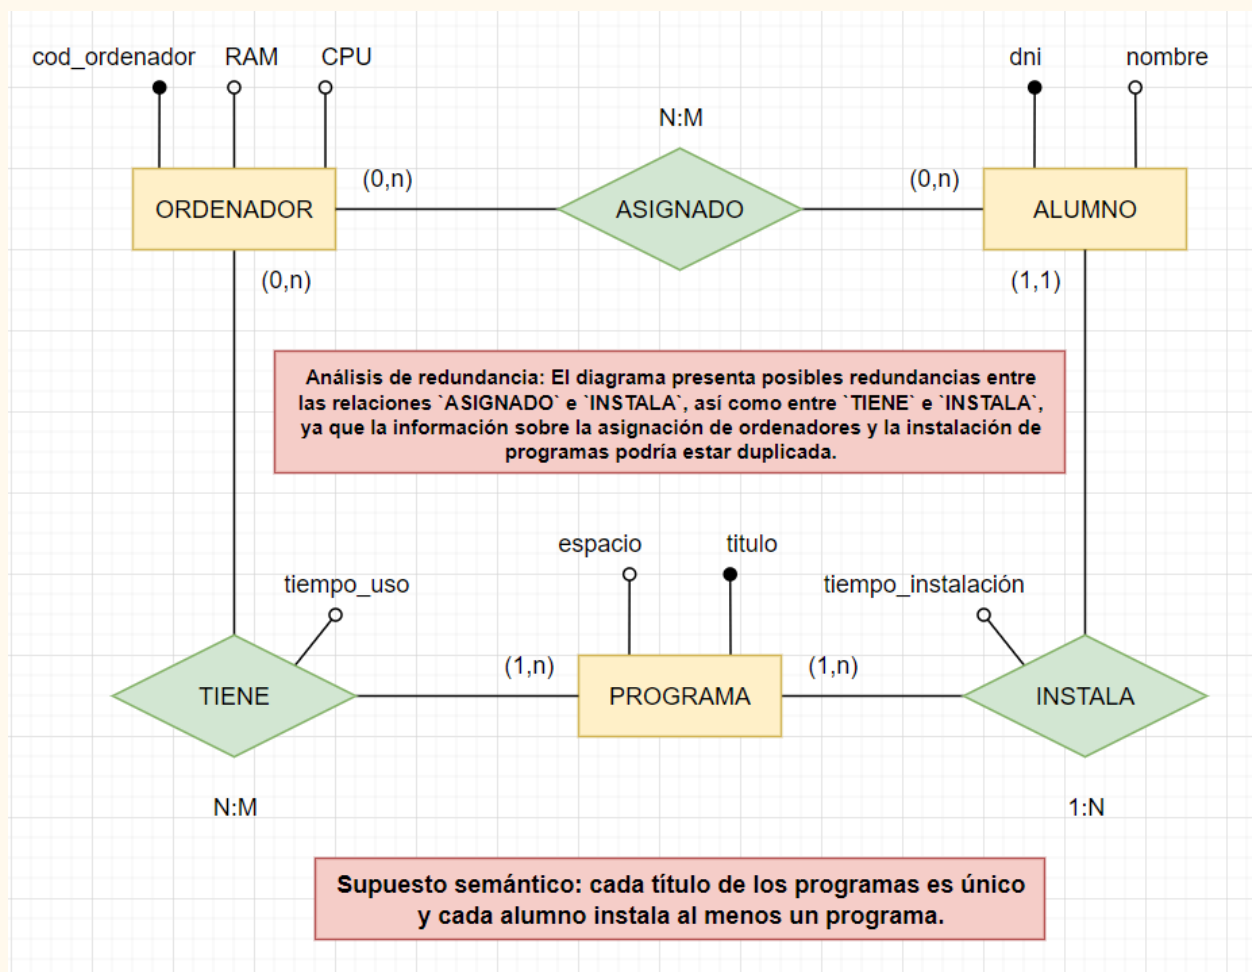 cod_ordenador RAM CPU
dni nombre
N:M
(0,n) (0,n)
ORDENADOR ASIGNADO ALUMNO
(0,n) (1,1)
Análisis de redundancia: El diagrama presenta posibles redundancias entre
las relaciones `ASIGNADO` e `INSTALA`, así como entre `TIENE` e `INSTALA`,
ya que la información sobre la asignación de ordenadores y la instalación de
programas podría estar duplicada.
espacio titulo
tiempo_uso tiempo_instalación
(1,n) (1,n)
TIENE PROGRAMA INSTALA
N:M 1:N
Supuesto semántico: cada título de los programas es único
y cada alumno instala al menos un programa.